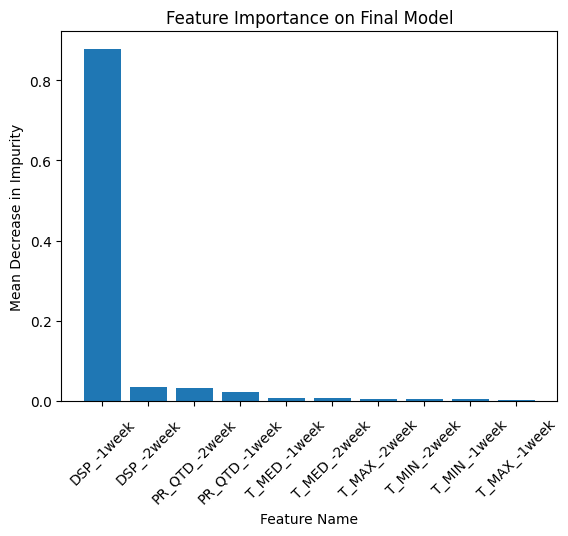 Feature Importance on Final Model
Mean Decrease in Impurity
0.8
0.6
0.4
0.2
0.0
DSP_-1week
DSP_-2week
PR_QTD_-2week
PR_QTD_-1week
T_MED_-1week
T_MED_-2week
T_MAX_-2week
T_MIN_-2week
T_MIN_-1week
T_MAX_-1week
Feature Name